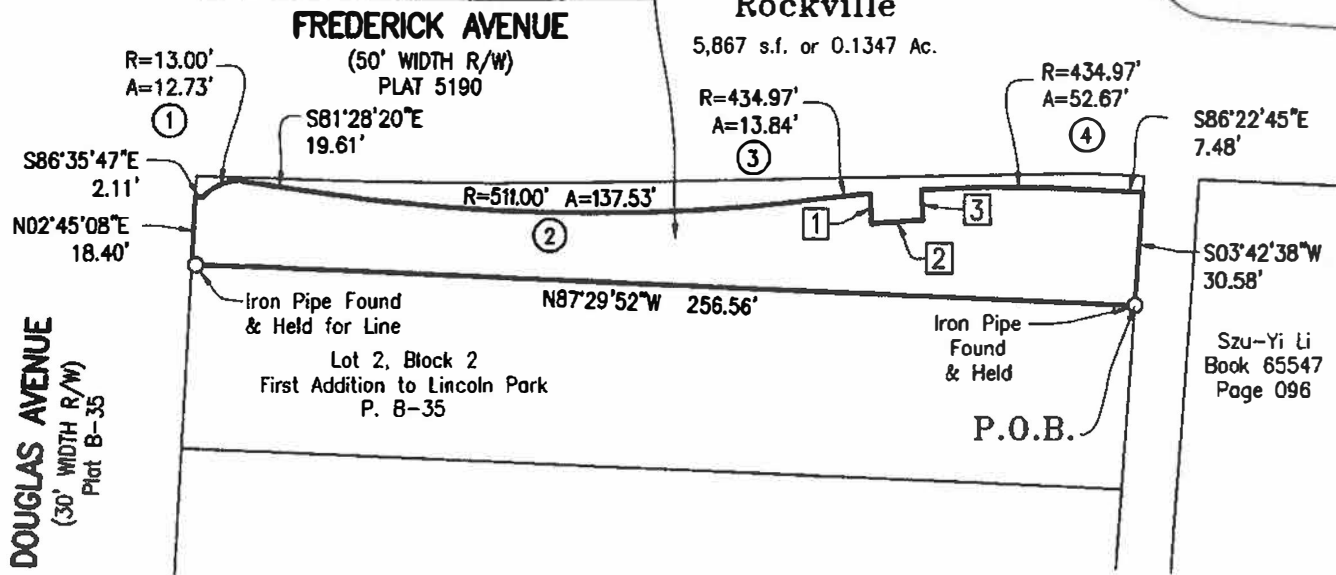 Rockville
5,867 s.f. or 0.1347 Ac.
FREDERICK AVENUE
(50' WIDTH R/W)
PLAT 5190
R=13.00'
A=12.73'
1
S81°28'20"E
19.61'
R=434.97'
A=13.84'
3
R=434.97'
A=52.67'
4
S86°22'45"E
7.48'
S86°35'47"E
2.11'
R=511.00' A=137.53'
2
1
2
3
N02°45'08"E
18.40'
S03°42'38"W
30.58'
N87°29'52"W 256.56'
Iron Pipe Found
& Held for Line
Iron Pipe
Found
& Held
Lot 2, Block 2
First Addition to Lincoln Park
P. B-35
P.O.B.
Szu-Yi Li
Book 65547
Page 096
DOUGLAS AVENUE
(30' WIDTH R/W)
Plat B-35